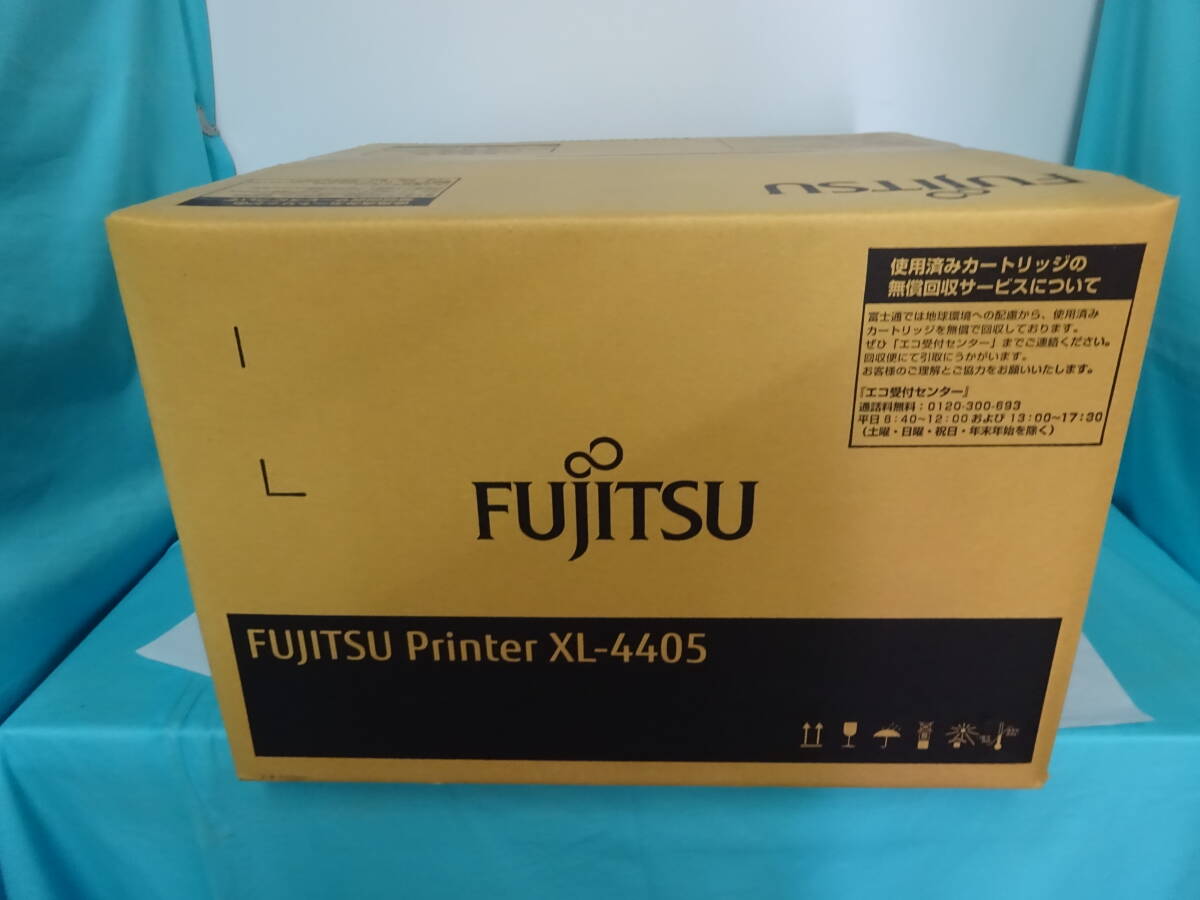 FUJITSU
使用済みカートリッジの
無償回収サービスについて
富士通では地球環境への配慮から、使用済み
カートリッジを無償で回収しております。
ぜひ「エコ受付センター」までご連絡ください。
回収便にて引取にうかがいます。
お客様のご理解とご協力をお願いいたします。
『エコ受付センター』
通話料無料：0120-300-693
平日 8:40~12:00 および 13:00~17:30
（土曜・日曜・祝日・年末年始を除く）
FUJITSU
FUJITSU Printer XL-4405